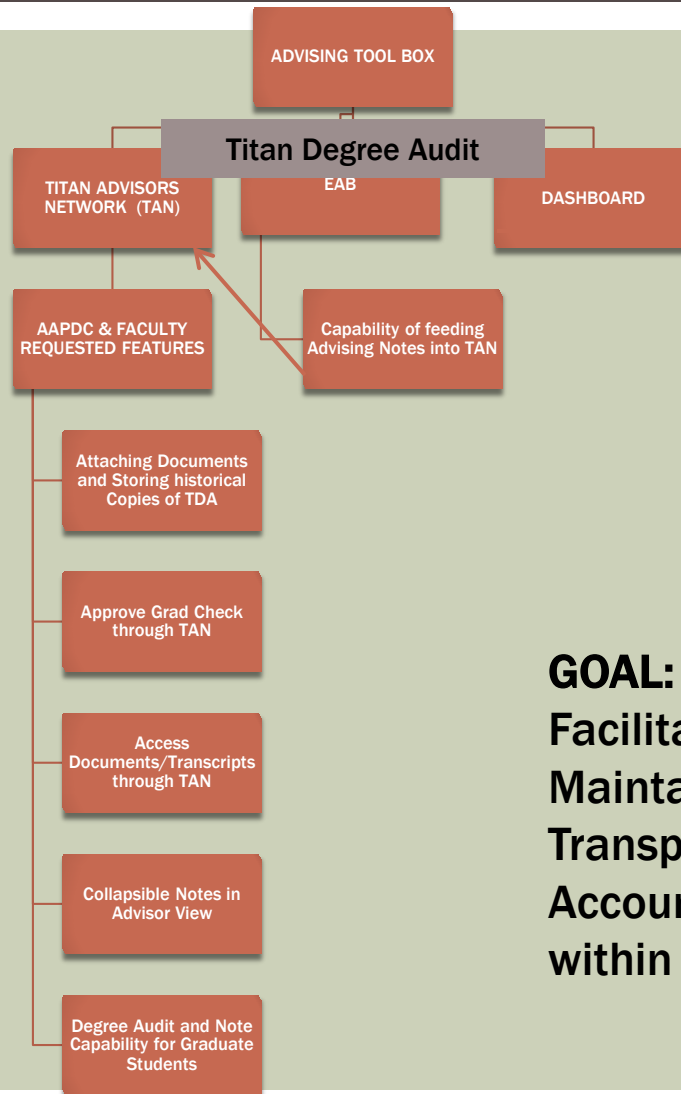 ADVISING TOOL BOX
Titan Degree Audit
TITAN ADVISORS
NETWORK (TAN)
EAB
DASHBOARD
AAPDC & FACULTY
REQUESTED FEATURES
Capability of feeding
Advising Notes into TAN
Attaching Documents
and Storing historical
Copies of TDA
Approve Grad Check
through TAN
Access
Documents/Transcripts
through TAN
Collapsible Notes in
Advisor View
Degree Audit and Note
Capability for Graduate
Students
GOAL:
within